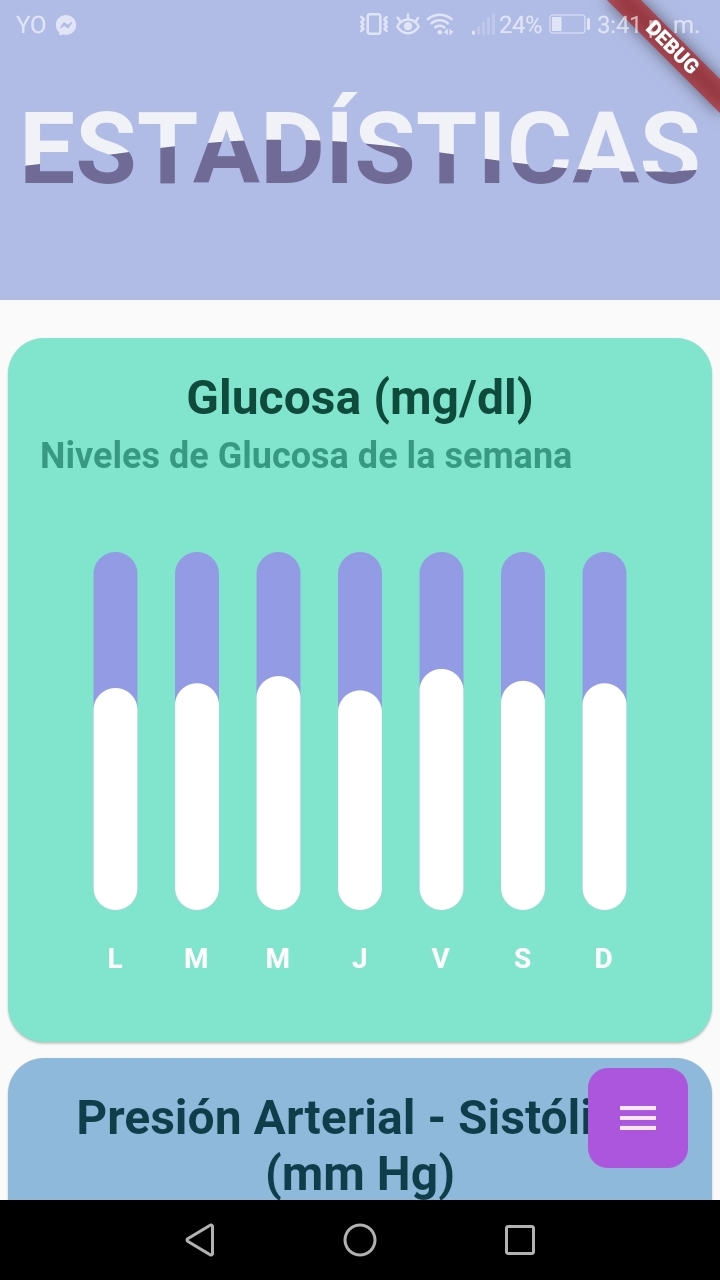 YO 24% 3:41 m.
DEBUG
ESTADÍSTICAS
Glucosa (mg/dl)
Niveles de Glucosa de la semana
L M M J V S D
Presión Arterial - Sistóli
(mm Hg)